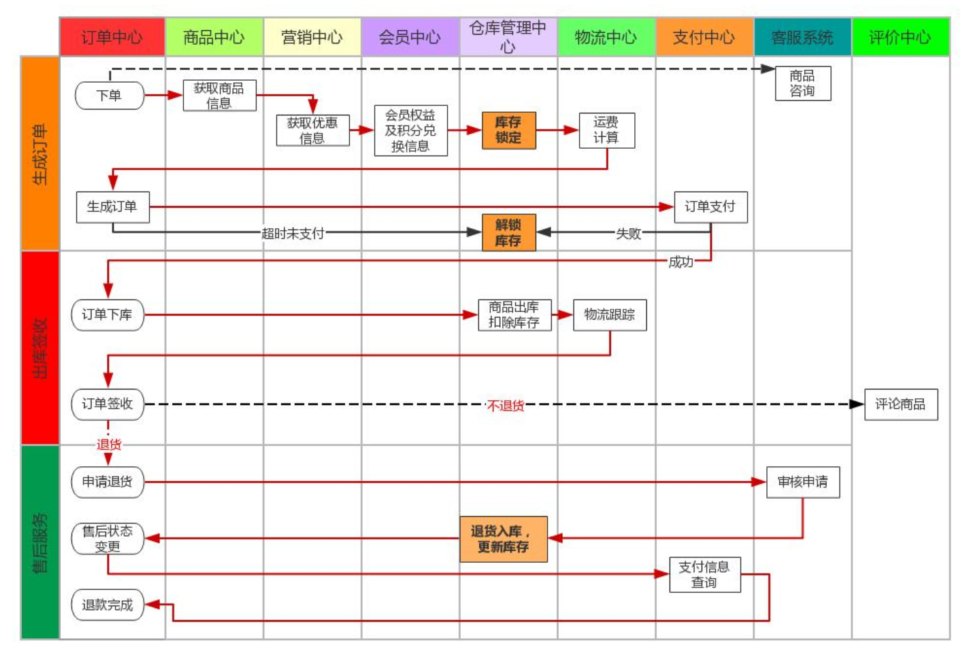 订单中心
商品中心
营销中心
会员中心
仓库管理中
心
物流中心
支付中心
客服系统
评价中心
生成订单
下单
获取商品
信息
获取优惠
信息
会员权益
及积分兑
换信息
库存
锁定
运费
计算
商品
咨询
生成订单
订单支付
超时未支付
解锁
库存
失败
成功
出库签收
订单下库
商品出库
扣除库存
物流跟踪
订单签收
不退货
评论商品
退货
售后服务
申请退货
审核申请
售后状态
变更
退货入库，
更新库存
支付信息
查询
退款完成